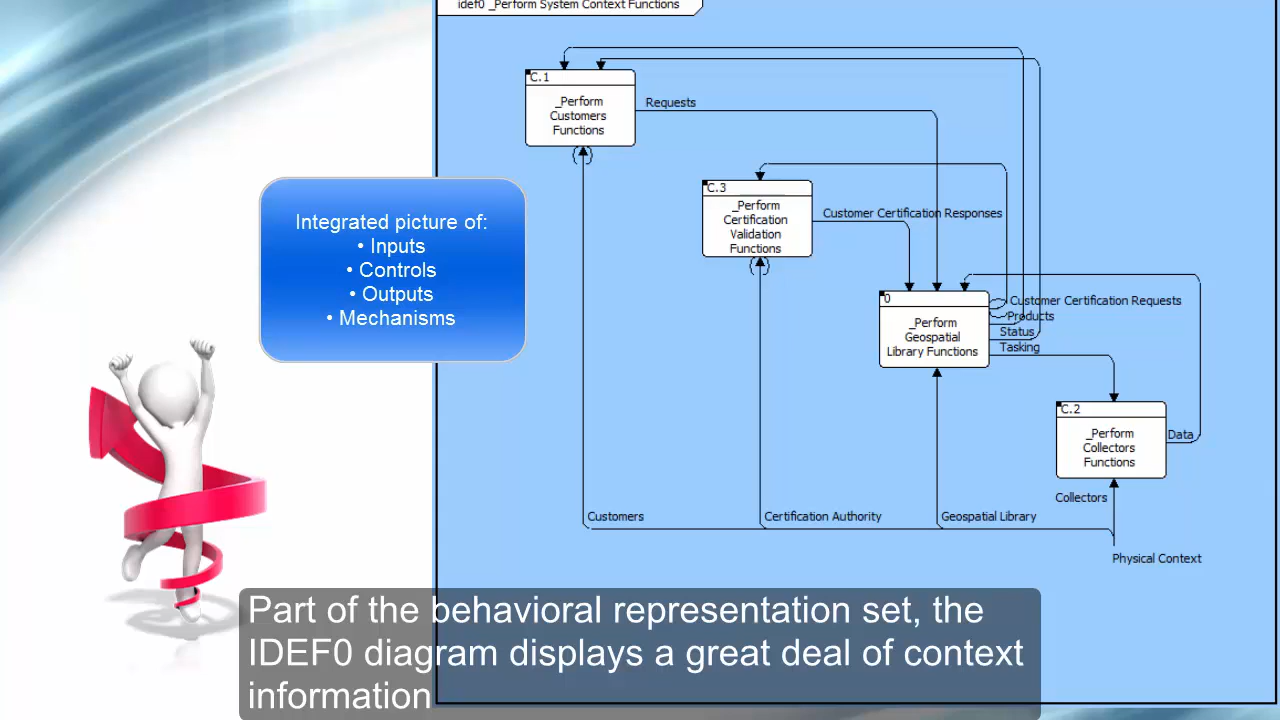 idef0 _Perform System Context Functions
C.1
_Perform
Customers
Functions
Requests
C.3
_Perform
Certification
Validation
Functions
Customer Certification Responses
Integrated picture of:
• Inputs
• Controls
• Outputs
• Mechanisms
0
_Perform
Geospatial
Library Functions
Customer Certification Requests
Products
Status
Tasking
C.2
_Perform
Collectors
Functions
Data
Collectors
Customers
Certification Authority
Geospatial Library
Physical Context
Part of the behavioral representation set, the
IDEF0 diagram displays a great deal of context
information